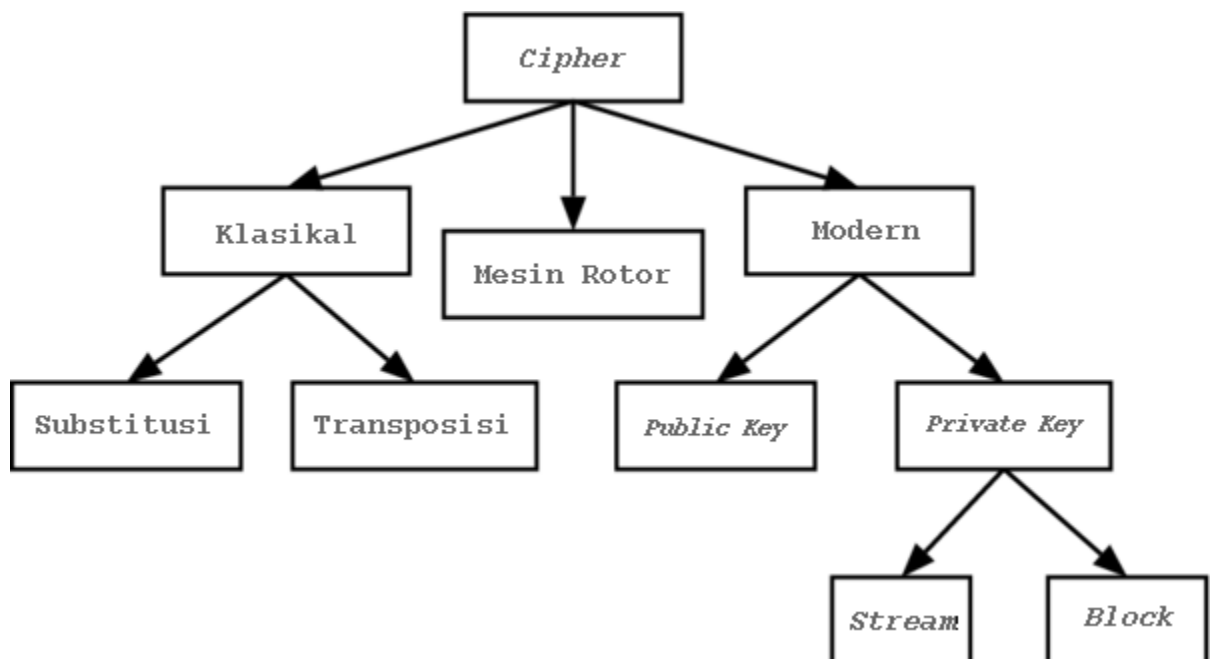 Cipher
Klasikal
Mesin Rotor
Modern
Substitusi
Transposisi
Public Key
Private Key
Stream
Block